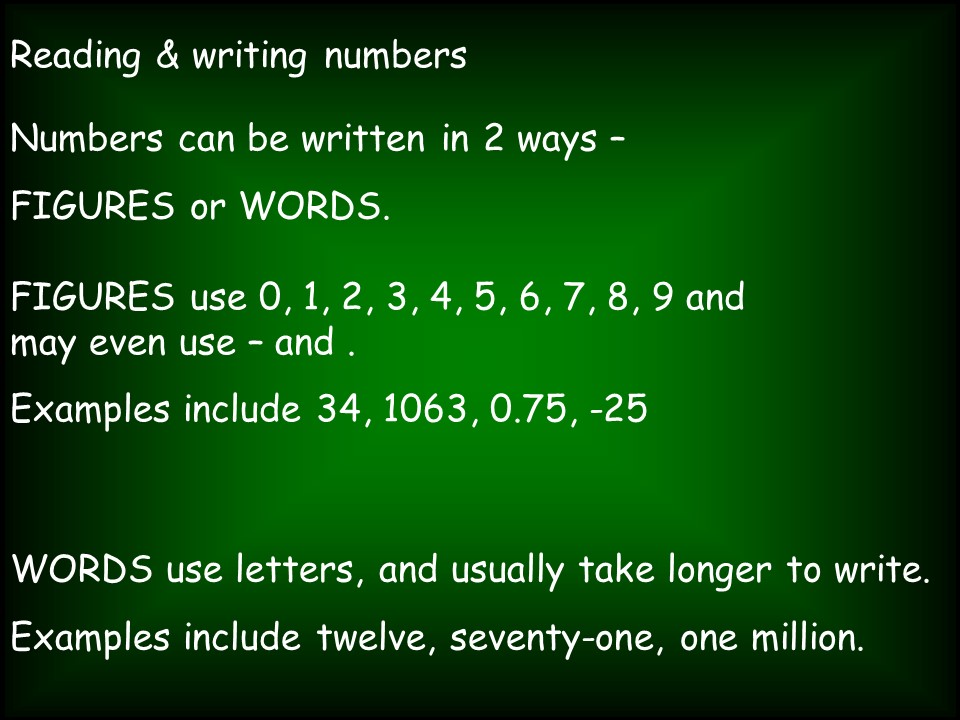 Reading & writing numbers
Numbers can be written in 2 ways –
FIGURES or WORDS.
FIGURES use 0, 1, 2, 3, 4, 5, 6, 7, 8, 9 and
may even use – and .
Examples include 34, 1063, 0.75, -25
WORDS use letters, and usually take longer to write.
Examples include twelve, seventy-one, one million.